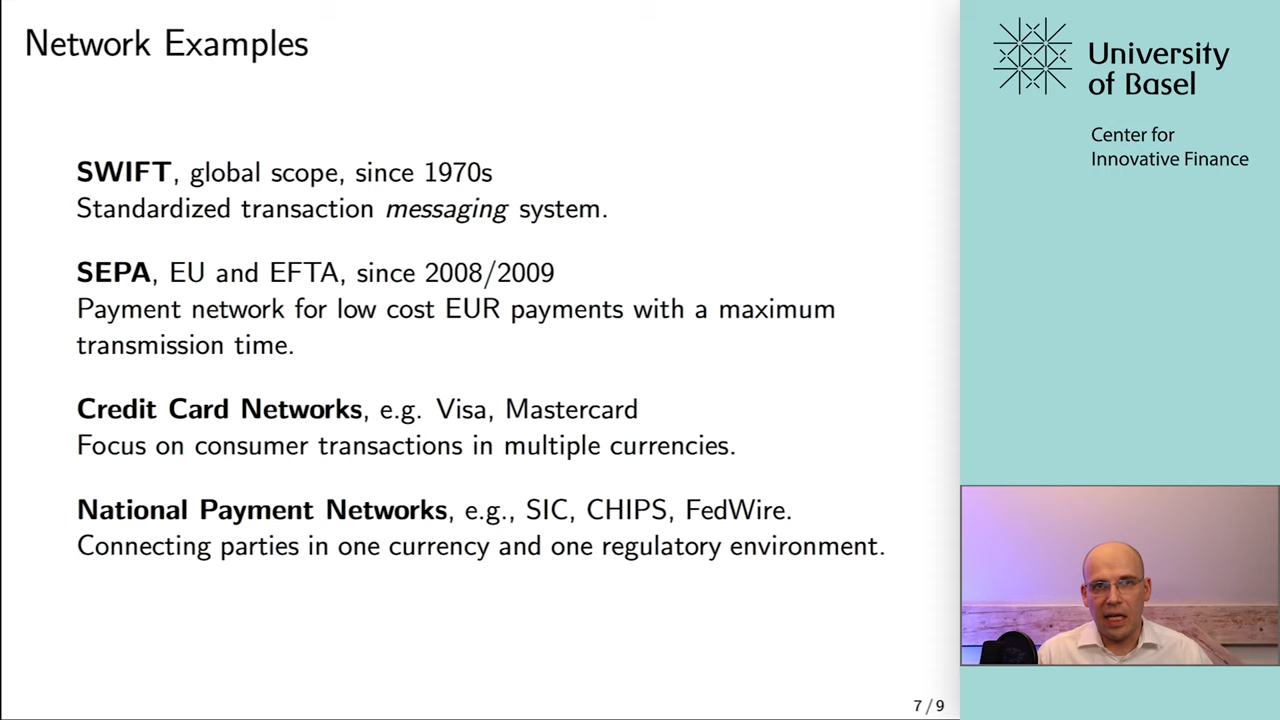 Network Examples
SWIFT, global scope, since 1970s
Standardized transaction messaging system.
SEPA, EU and EFTA, since 2008/2009
Payment network for low cost EUR payments with a maximum
transmission time.
Credit Card Networks, e.g. Visa, Mastercard
Focus on consumer transactions in multiple currencies.
National Payment Networks, e.g., SIC, CHIPS, FedWire.
Connecting parties in one currency and one regulatory environment.
7 / 9
University
of Basel
Center for
Innovative Finance